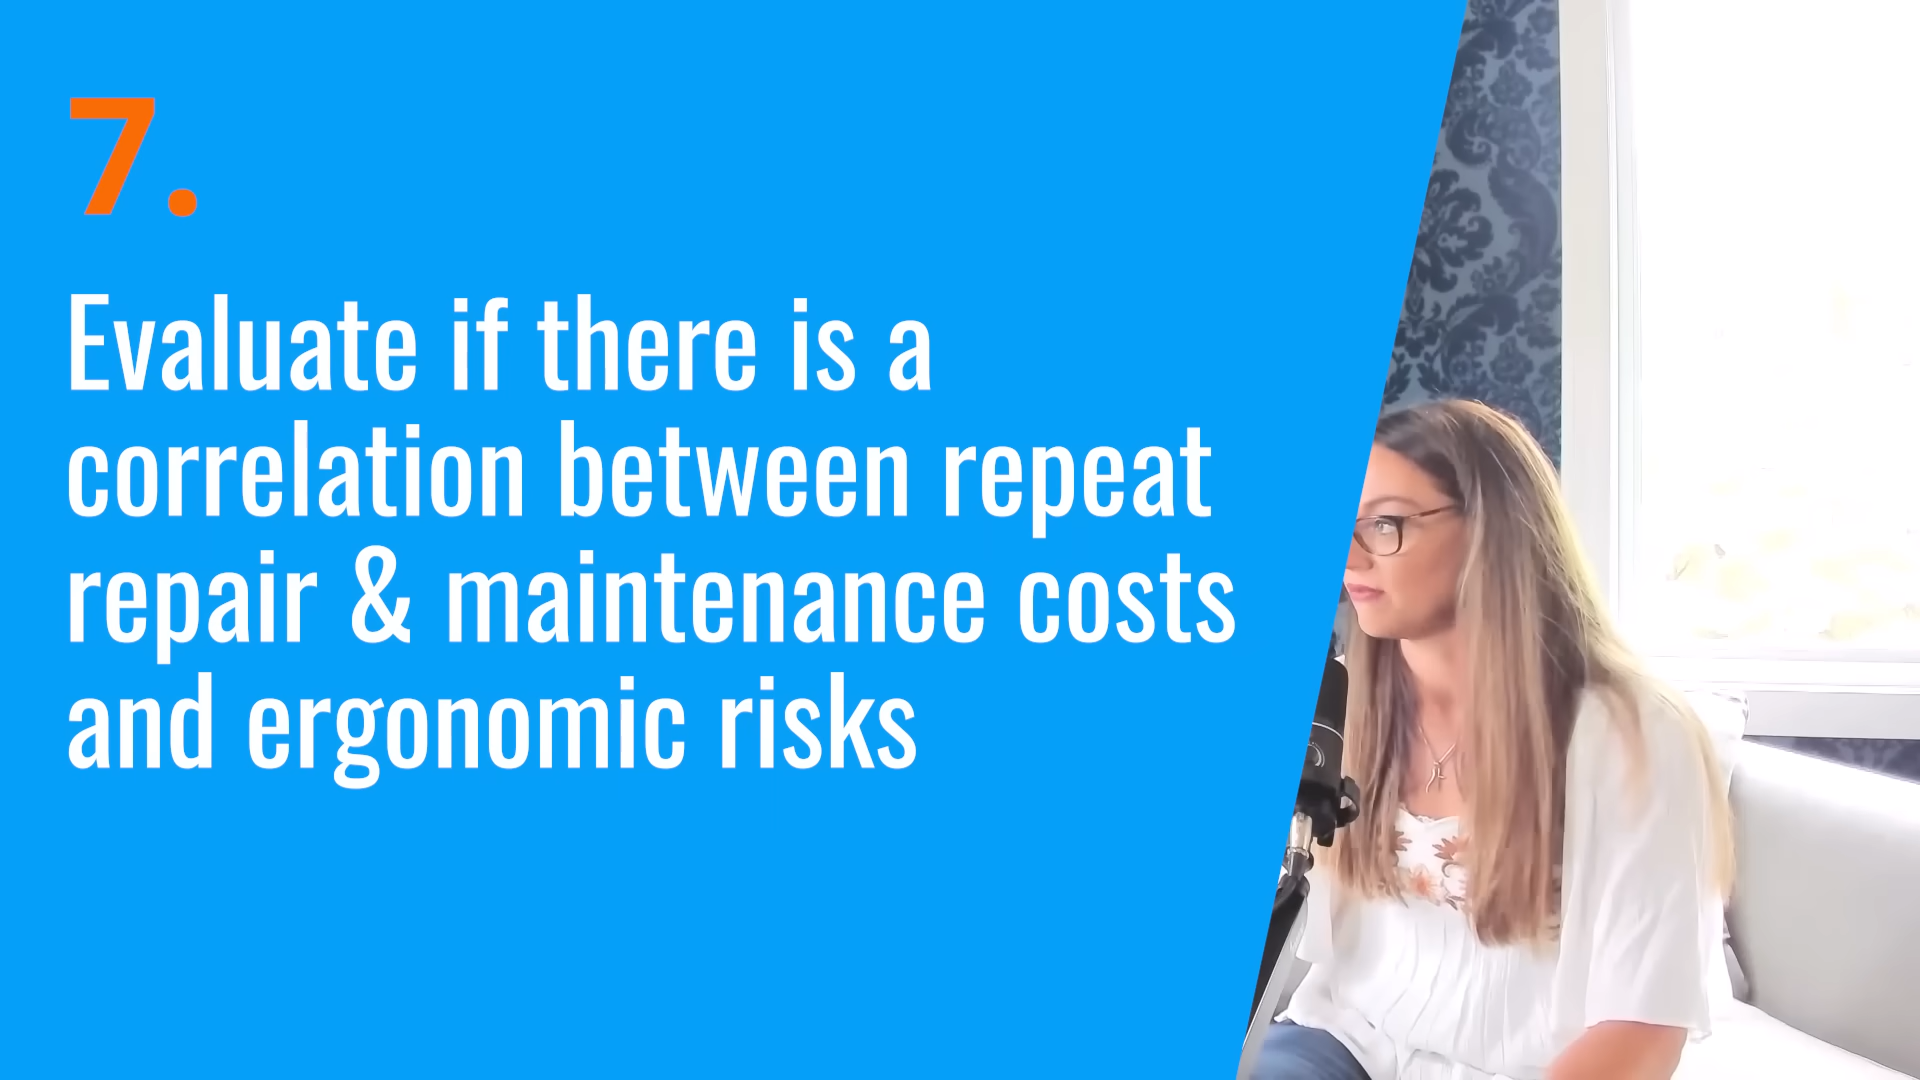 7.
Evaluate if there is a
correlation between repeat
repair & maintenance costs
and ergonomic risks